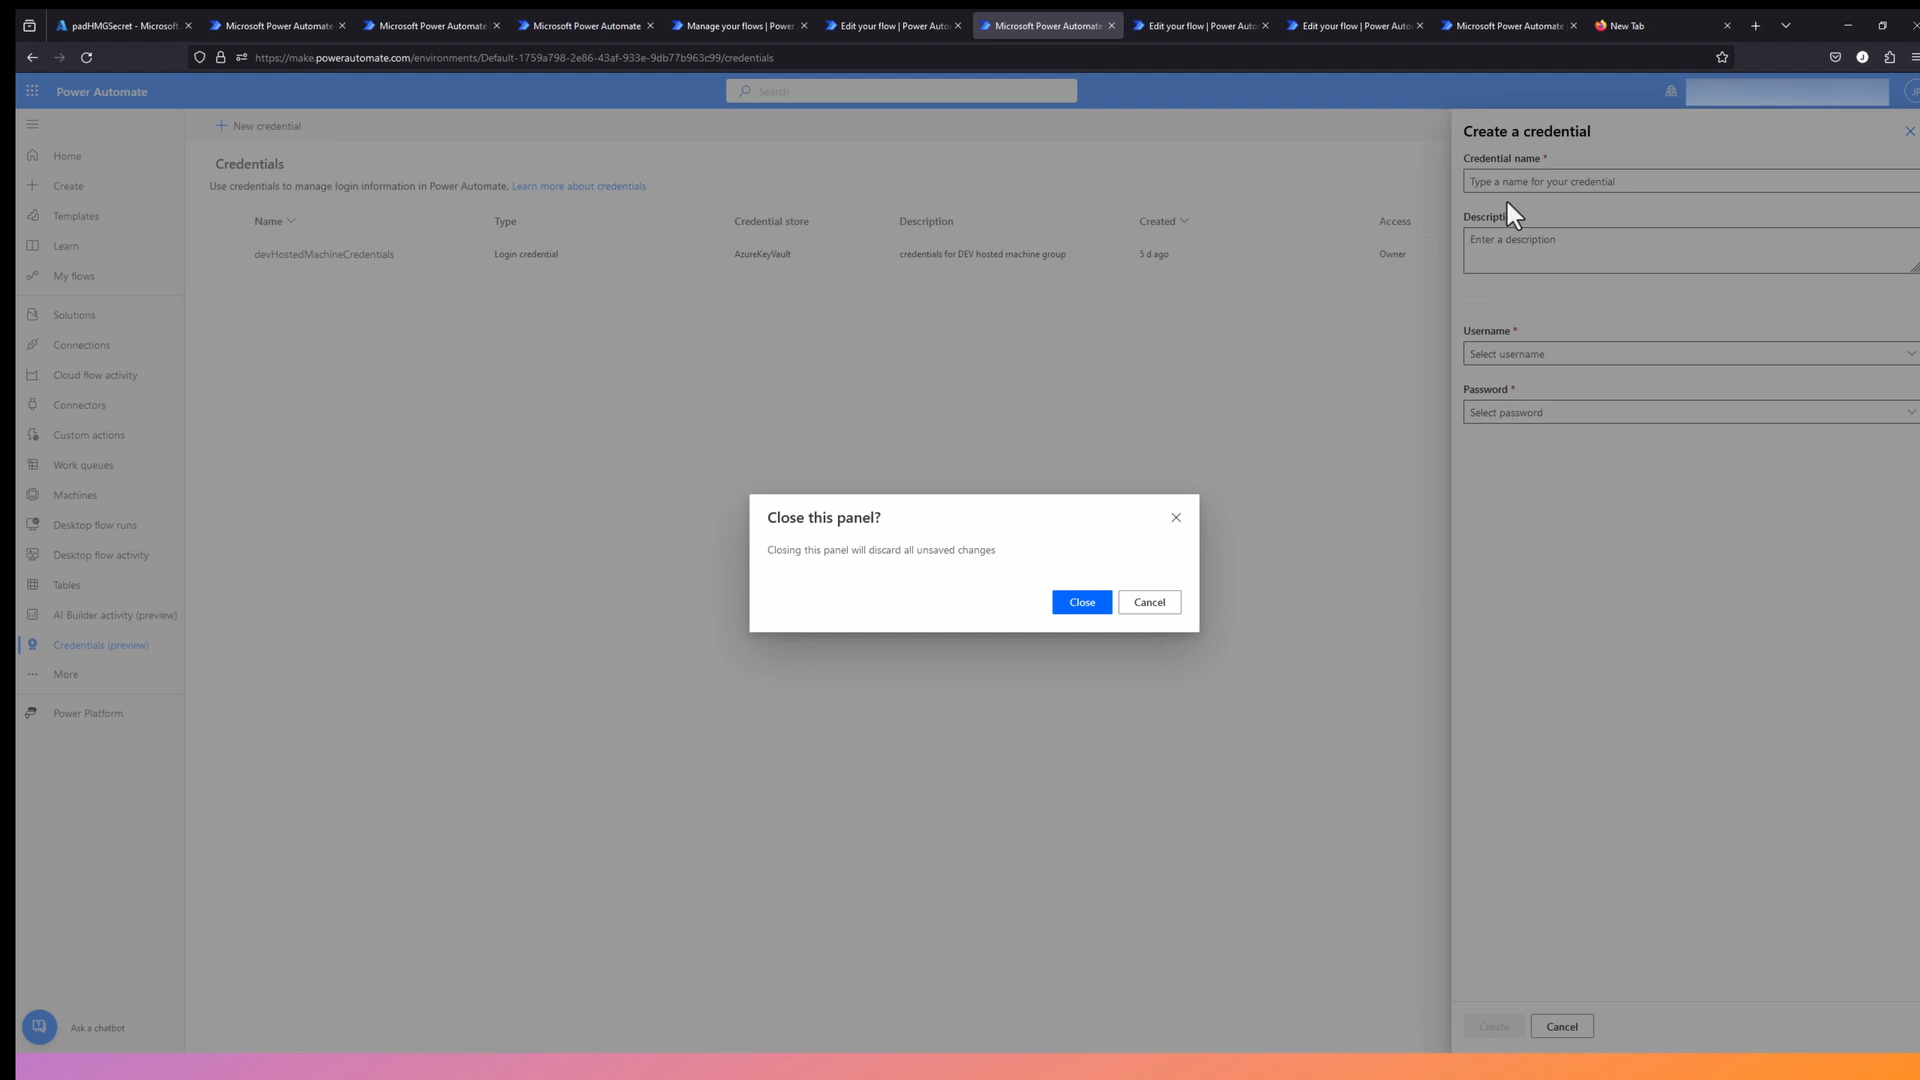 padHMGSecret - Microsoft
Microsoft Power Automate
Microsoft Power Automate
Microsoft Power Automate
Manage your flows | Power
Edit your flow | Power Auto
Microsoft Power Automate
Edit your flow | Power Auto
Edit your flow | Power Auto
Microsoft Power Automate
New Tab
https://make.powerautomate.com/environments/Default-1759a798-2e86-43af-933e-9db77b963c99/credentials
Power Automate
Search
JP
New credential
Home
Create
Templates
Learn
My flows
Solutions
Connections
Cloud flow activity
Connectors
Custom actions
Work queues
Machines
Desktop flow runs
Desktop flow activity
Tables
AI Builder activity (preview)
Credentials (preview)
More
Power Platform
Ask a chatbot
Credentials
Use credentials to manage login information in Power Automate. Learn more about credentials
Name Type Credential store Description Created Access
devHostedMachineCredentials Login credential AzureKeyVault credentials for DEV hosted machine group 5 d ago Owner
Close this panel?
Closing this panel will discard all unsaved changes
Close Cancel
Create a credential
Credential name *
Type a name for your credential
Descripti
Enter a description
Username *
Select username
Password *
Select password
Create Cancel